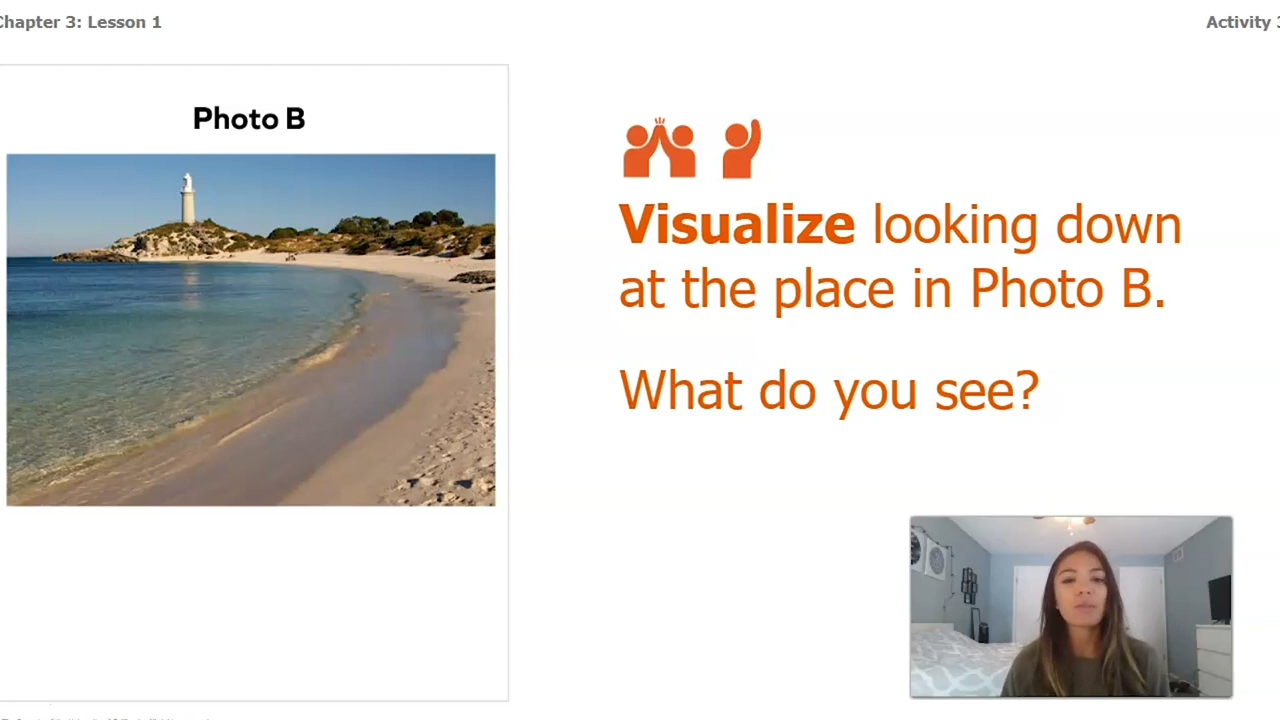 Chapter 3: Lesson 1
Activity 3
Photo B
Visualize looking down
at the place in Photo B.
What do you see?